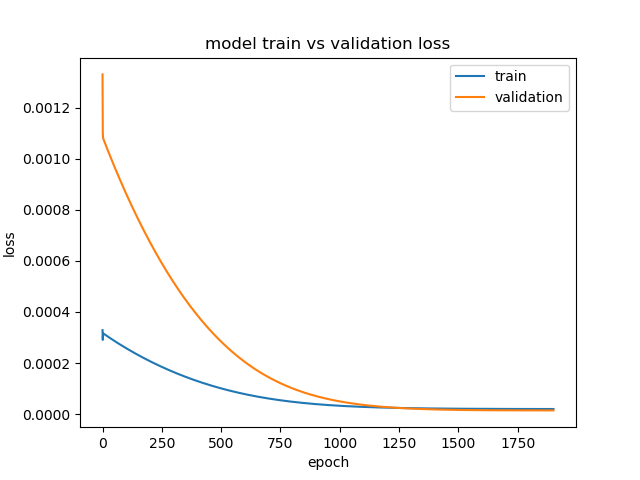 model train vs validation loss
train
validation
0.0012
0.0010
0.0008
0.0006
0.0004
0.0002
0.0000
loss
0 250 500 750 1000 1250 1500 1750
epoch